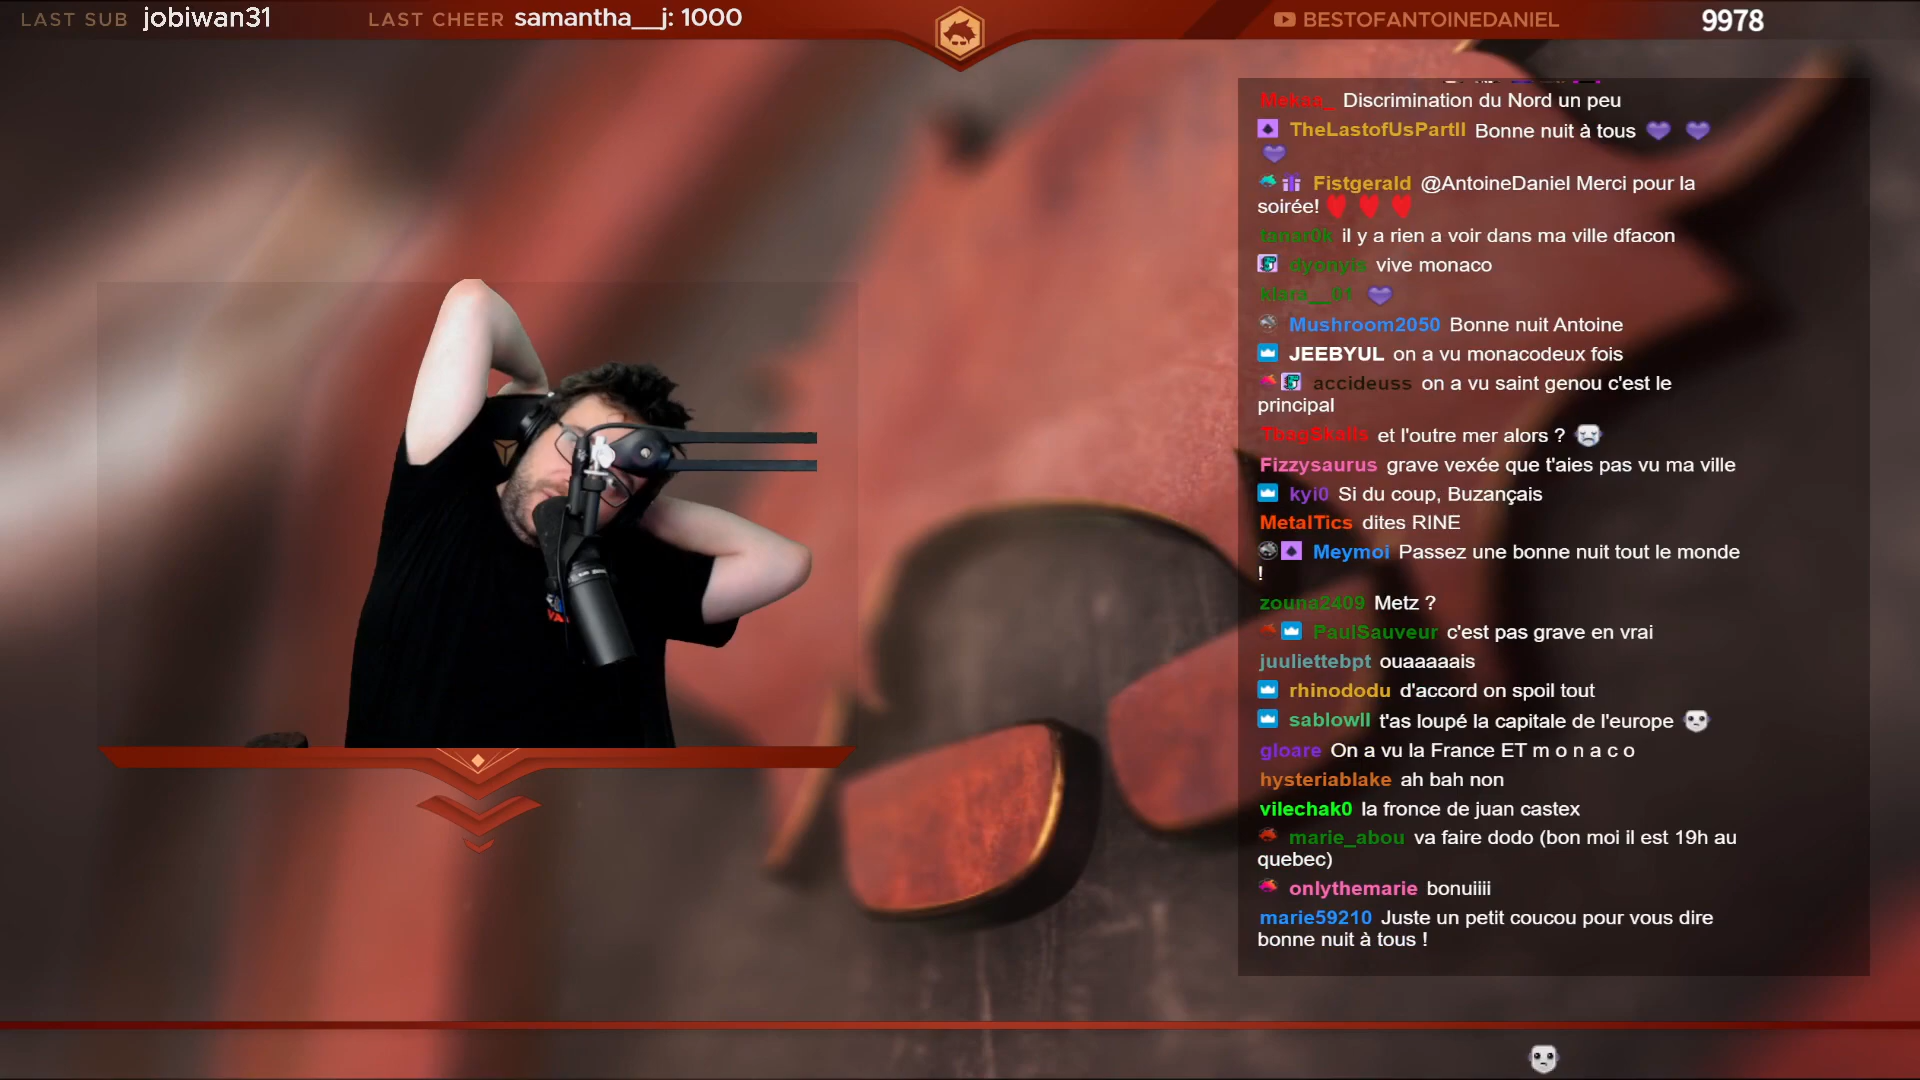 LAST SUB jobiwan31 LAST CHEER samantha__j: 1000 BESTOFANTOINEDANIEL 9978
Mekaa_ Discrimination du Nord un peu
TheLastofUsPartII Bonne nuit à tous
Fistgerald @AntoineDaniel Merci pour la
soirée!
tanar0k il y a rien a voir dans ma ville dfacon
dyonyis vive monaco
klara__01
Mushroom2050 Bonne nuit Antoine
JEEBYUL on a vu monacodeux fois
accideuss on a vu saint genou c'est le
principal
TbagSkalls et l'outre mer alors ?
Fizzysaurus grave vexée que t'aies pas vu ma ville
kyi0 Si du coup, Buzançais
MetalTics dites RINE
Meymoi Passez une bonne nuit tout le monde
!
zouna2409 Metz ?
PaulSauveur c'est pas grave en vrai
juuliettebpt ouaaaaais
rhinododu d'accord on spoil tout
sablowII t'as loupé la capitale de l'europe
gloare On a vu la France ET m o n a c o
hysteriablake ah bah non
vilechak0 la fronce de juan castex
marie_abou va faire dodo (bon moi il est 19h au
quebec)
onlythemarie bonuiiii
marie59210 Juste un petit coucou pour vous dire
bonne nuit à tous !